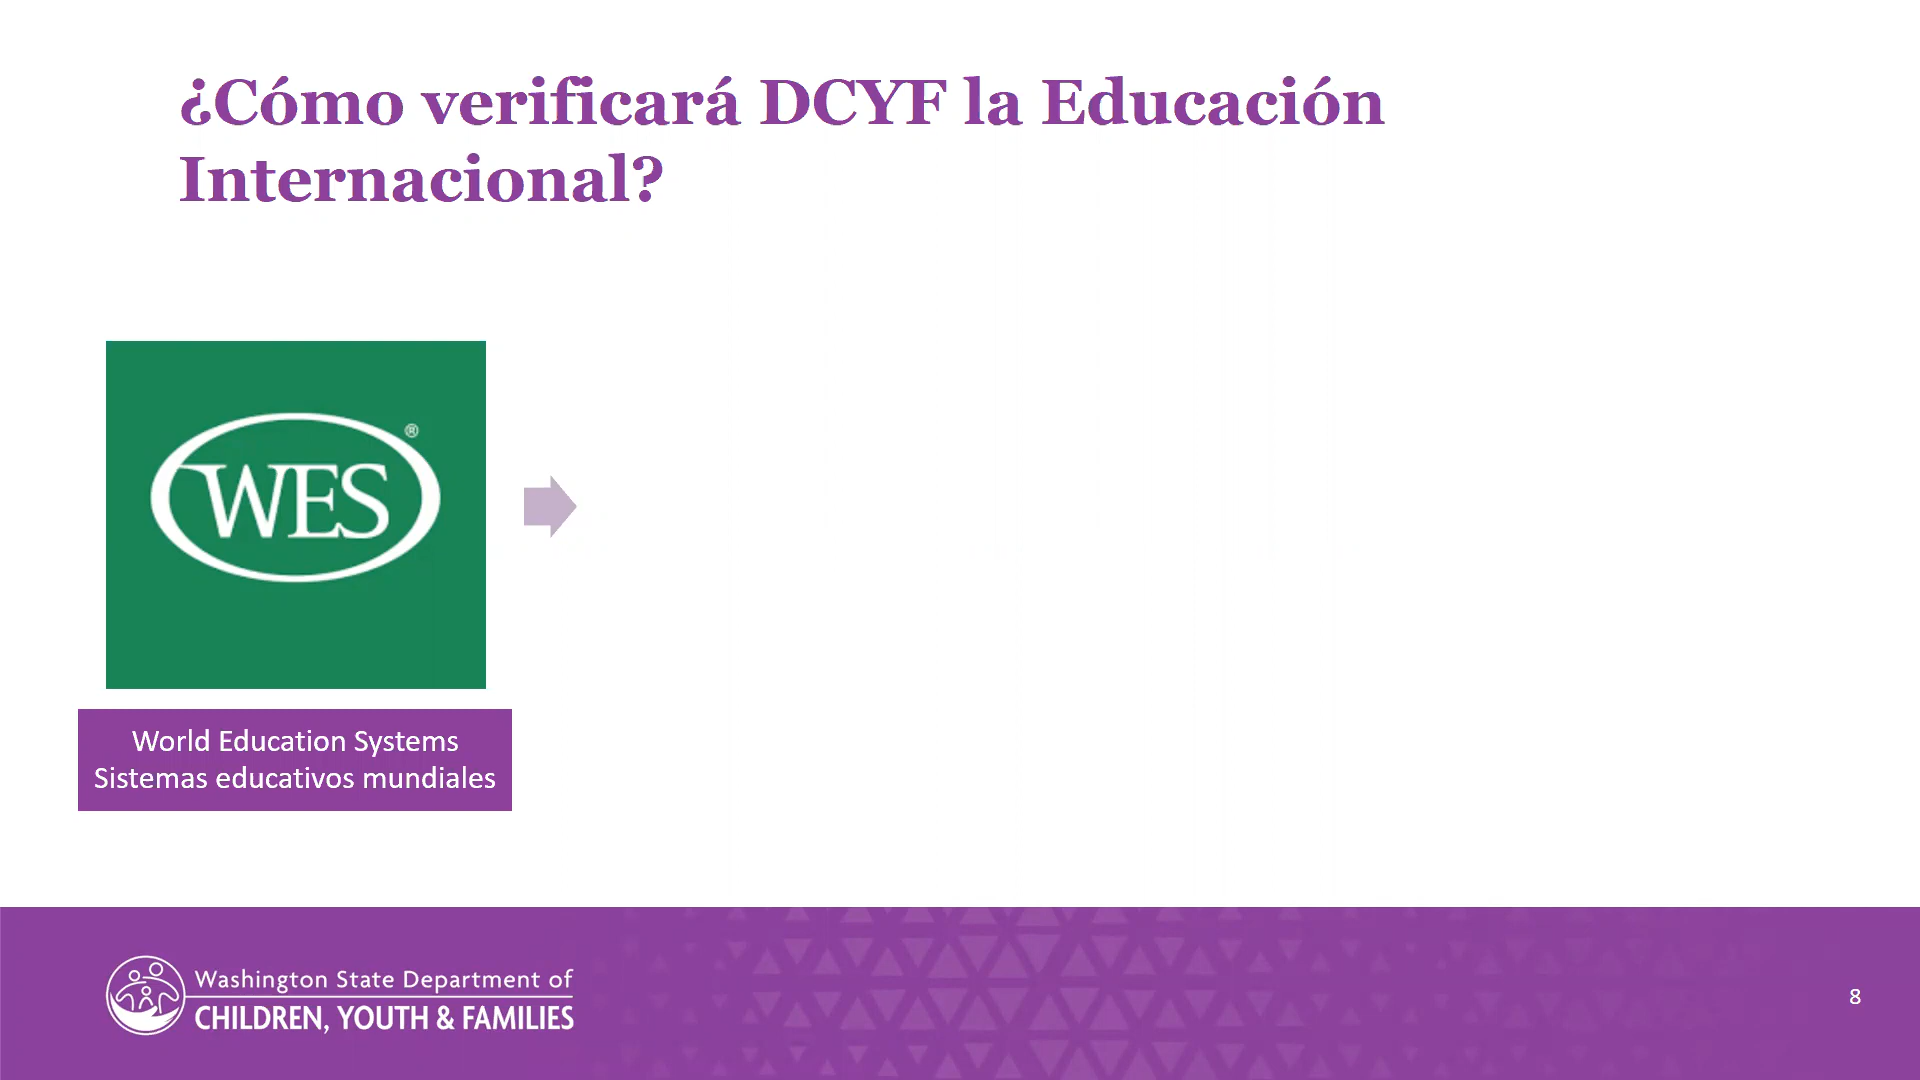 ¿Cómo verificará DCYF la Educación
Internacional?
WES®
World Education Systems
Sistemas educativos mundiales
Washington State Department of
CHILDREN, YOUTH & FAMILIES
8